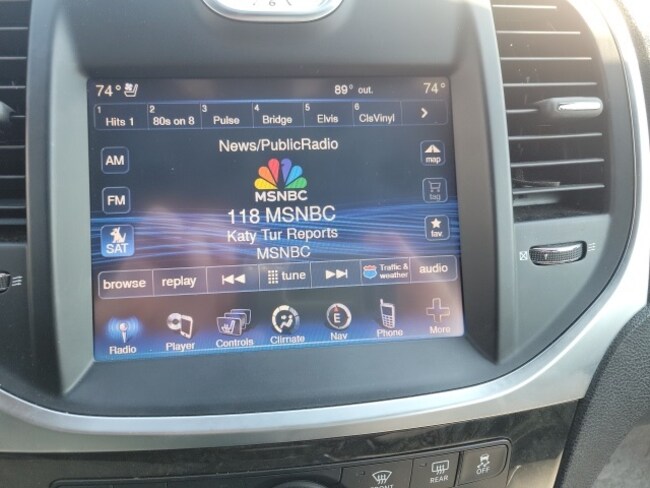 74° 89° out. 74°
1 Hits 1 2 80s on 8 3 Pulse 4 Bridge 5 Elvis 6 ClsVinyl >
News/PublicRadio
AM
map
MSNBC
118 MSNBC
FM
tag
Katy Tur Reports
SAT
fav.
MSNBC
browse replay tune Traffic & weather audio
Radio Player Controls Climate E Nav Phone More
FRONT REAR OFF